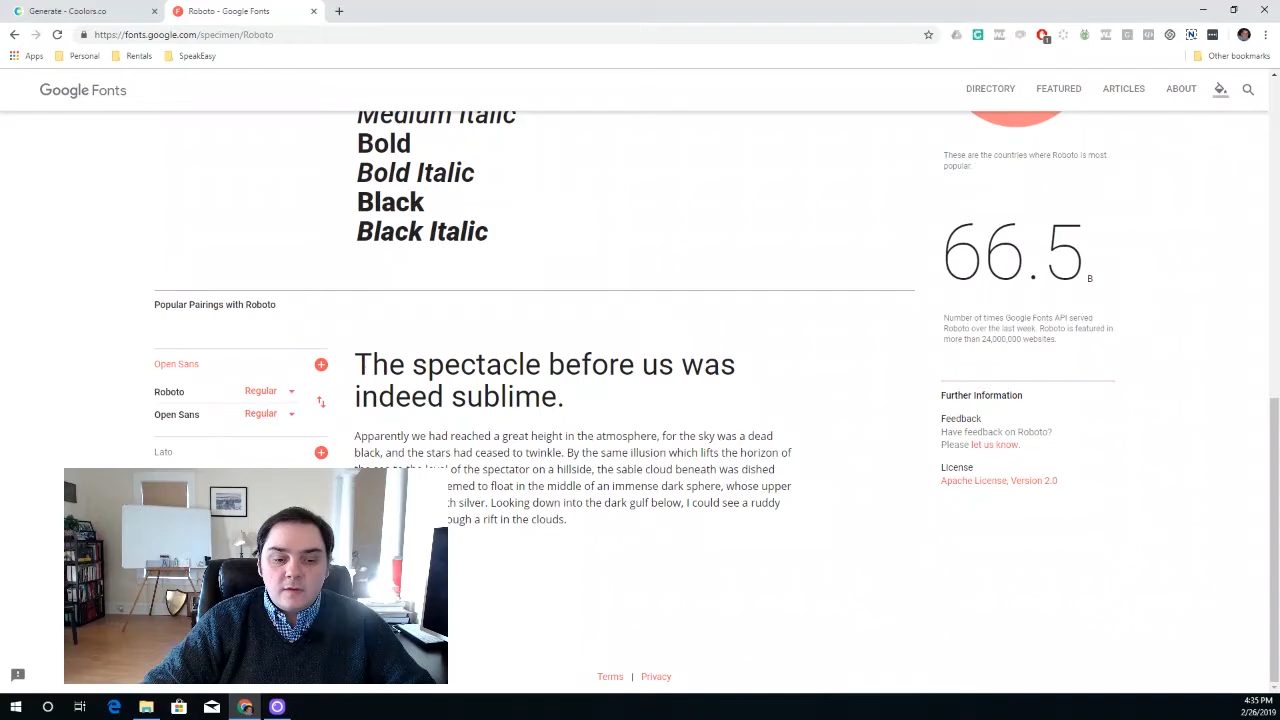 Generate - Coolors.co
Roboto - Google Fonts
https://fonts.google.com/specimen/Roboto
Apps
Personal
Rentals
SpeakEasy
Other bookmarks
Google Fonts
DIRECTORY
FEATURED
ARTICLES
ABOUT
Medium Italic
Bold
Bold Italic
Black
Black Italic
These are the countries where Roboto is most
popular.
66.5 B
Number of times Google Fonts API served
Roboto over the last week. Roboto is featured in
more than 24,000,000 websites.
Popular Pairings with Roboto
Open Sans
Roboto Regular
Open Sans Regular
Lato
The spectacle before us was
indeed sublime.
Apparently we had reached a great height in the atmosphere, for the sky was a dead
black, and the stars had ceased to twinkle. By the same illusion which lifts the horizon of
of the spectator on a hillside, the sable cloud beneath was dished
to float in the middle of an immense dark sphere, whose upper
silver. Looking down into the dark gulf below, I could see a ruddy
a rift in the clouds.
Further Information
Feedback
Have feedback on Roboto?
Please let us know.
License
Apache License, Version 2.0
Terms | Privacy
4:35 PM
2/26/2019